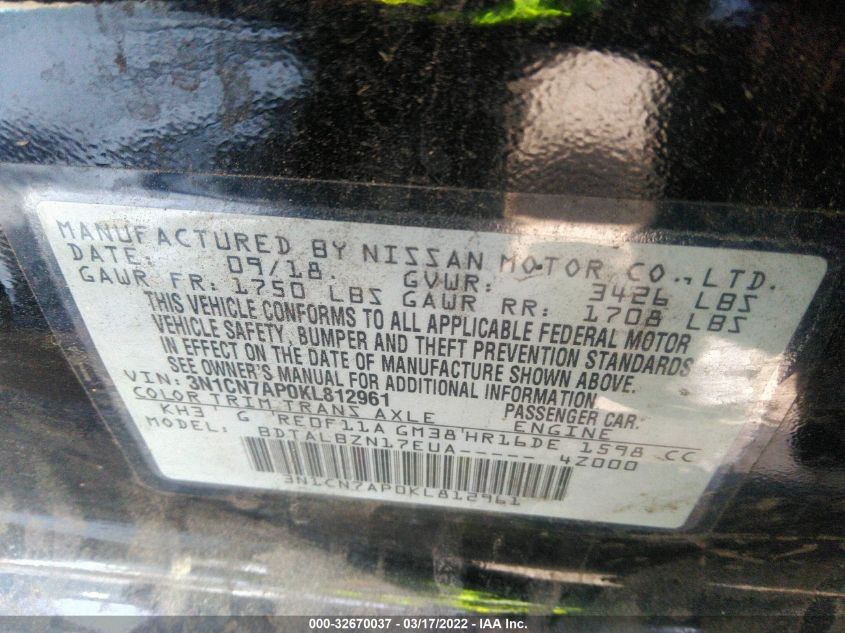 MANUFACTURED BY NISSAN MOTOR CO., LTD.
DATE: 09/18 GVWR: 3426 LBS
GAWR FR: 1750 LBS GAWR RR: 1708 LBS
THIS VEHICLE CONFORMS TO ALL APPLICABLE FEDERAL MOTOR
VEHICLE SAFETY, BUMPER AND THEFT PREVENTION STANDARDS
IN EFFECT ON THE DATE OF MANUFACTURE SHOWN ABOVE.
SEE OWNER'S MANUAL FOR ADDITIONAL INFORMATION
VIN: 3N1CN7AP0KL812961 PASSENGER CAR.
COLOR TRIM TRANS AXLE ENGINE
KH3 G RE0F11A GM38 HR16DE 1598 CC
MODEL: BDTALBZN17EUA----- 4Z000
3N1CN7AP0KL812961
000-32670037 - 03/17/2022 - IAA Inc.